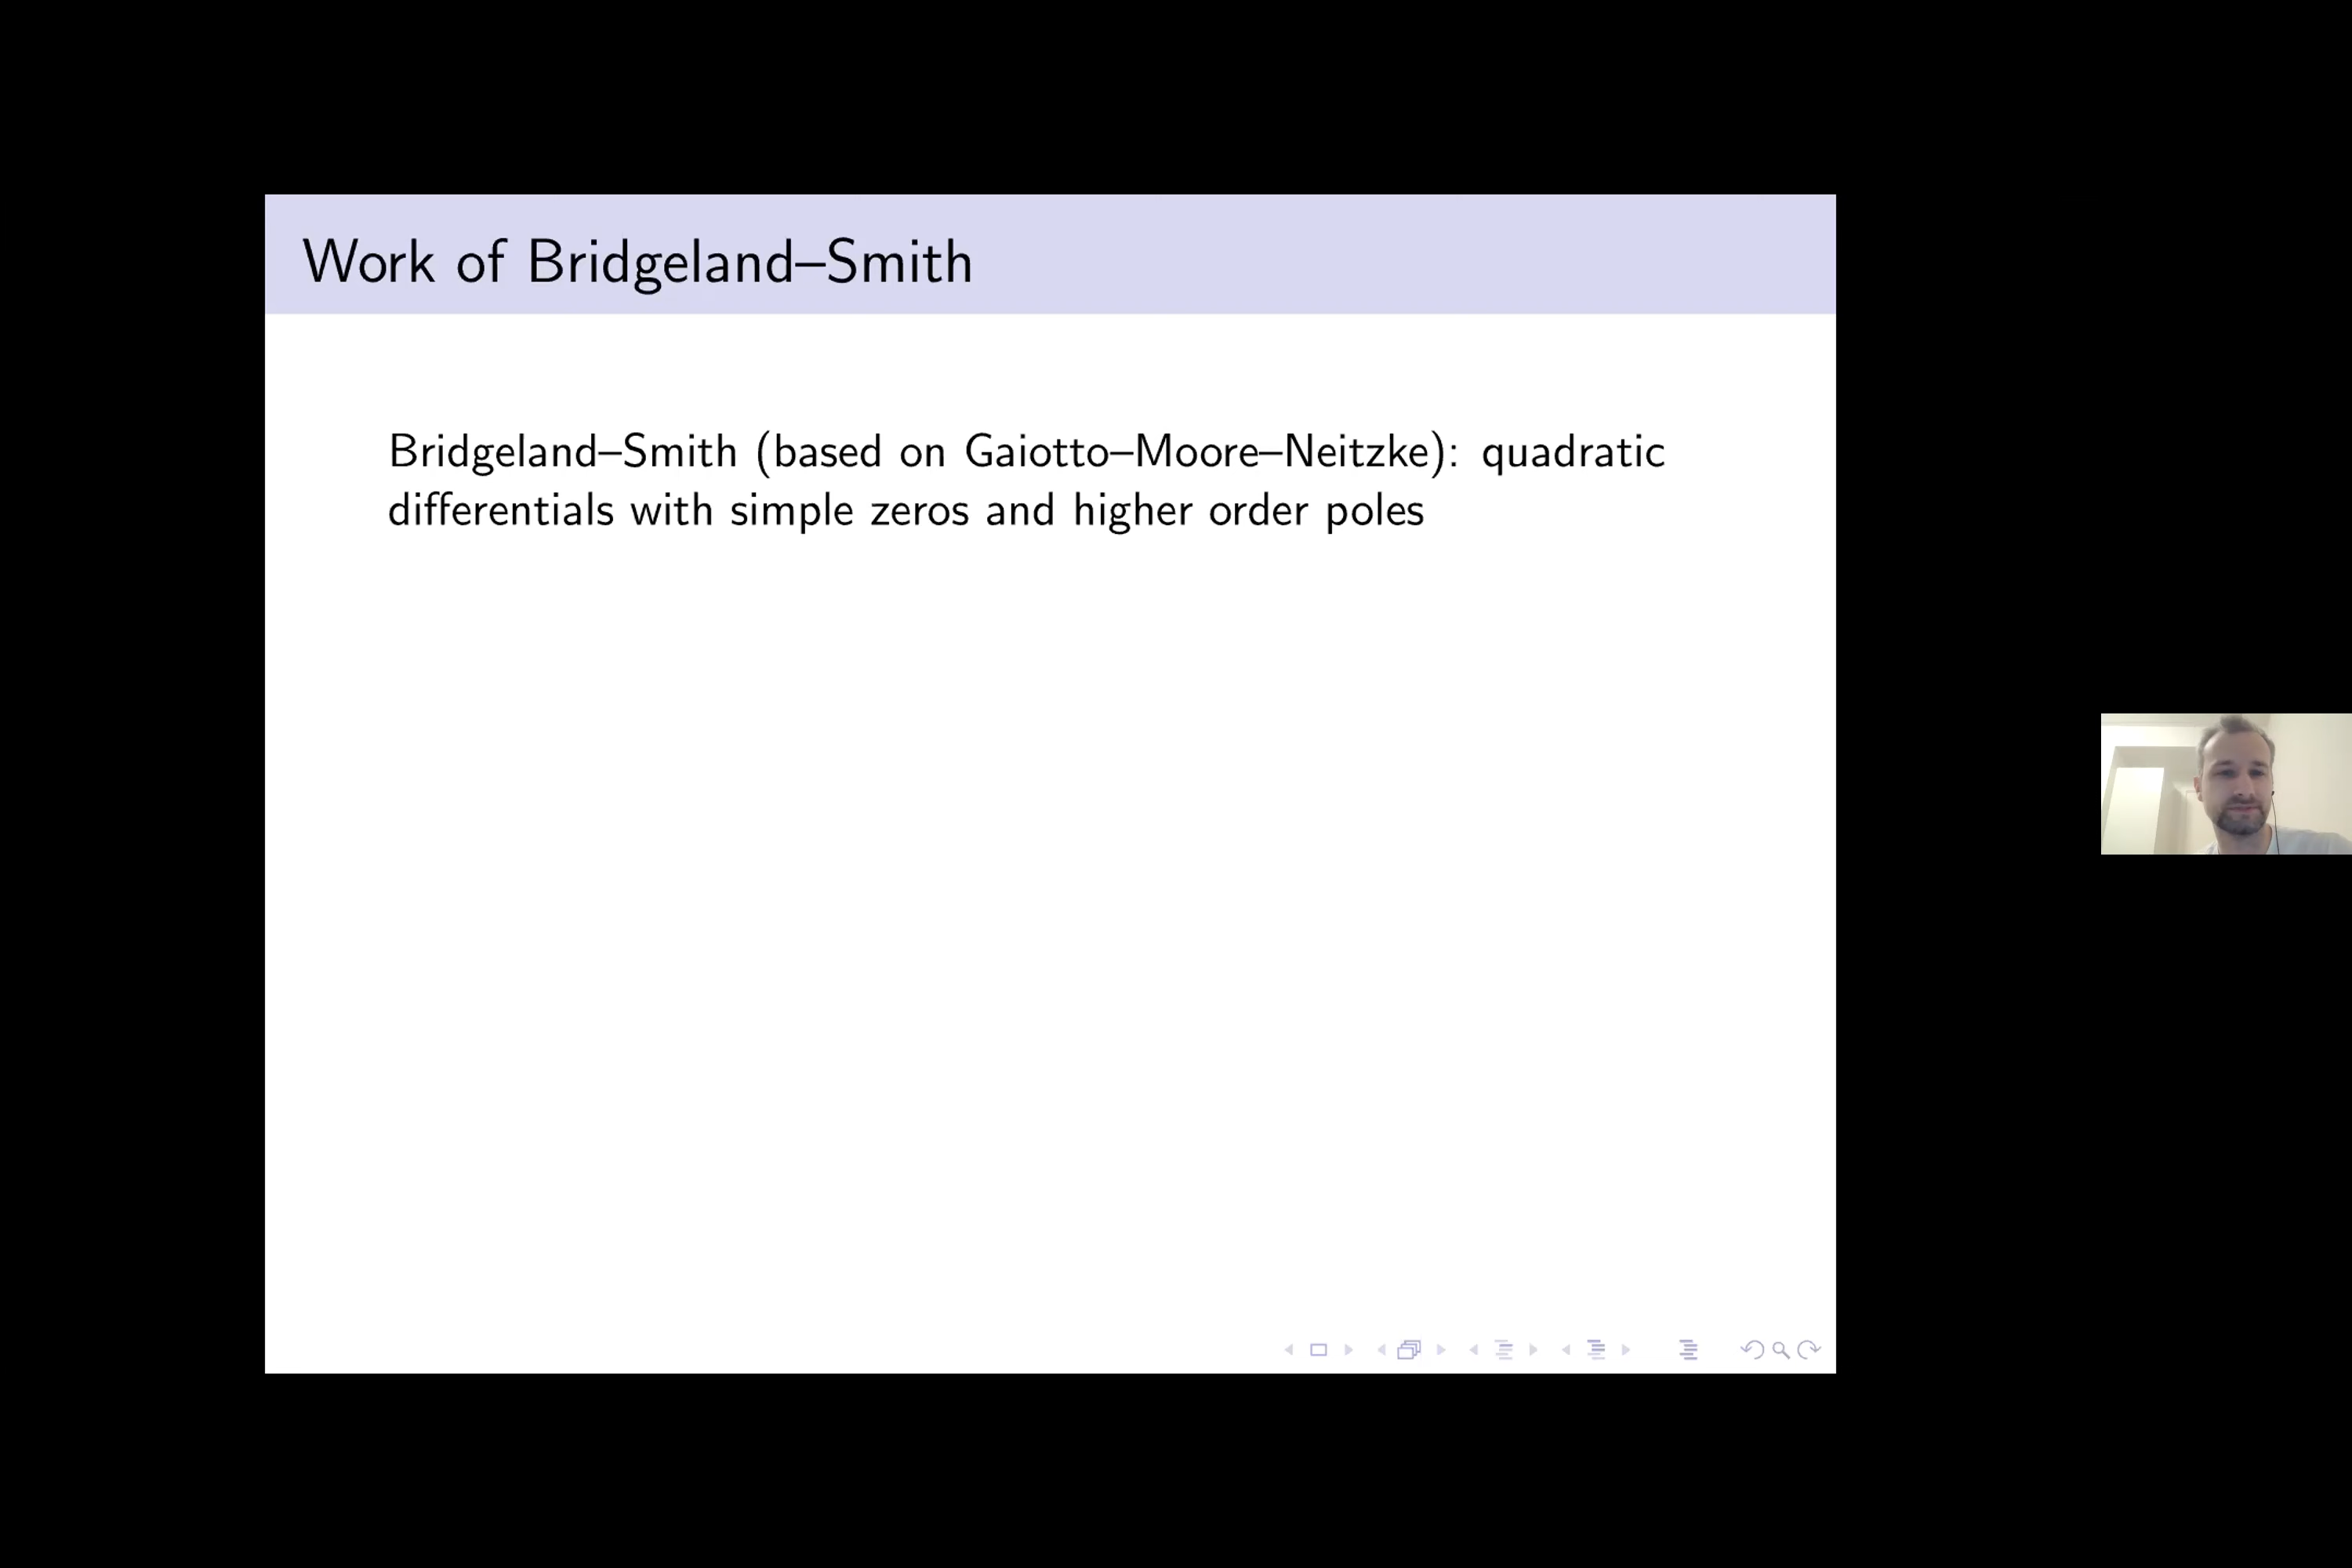 Work of Bridgeland–Smith
Bridgeland–Smith (based on Gaiotto–Moore–Neitzke): quadratic
differentials with simple zeros and higher order poles